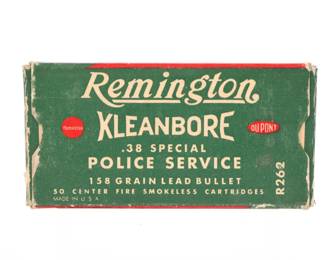 Remington
KLEANBORE
DU PONT
.38 SPECIAL
POLICE SERVICE
158 GRAIN LEAD BULLET
50 CENTER FIRE SMOKELESS CARTRIDGES
MADE IN U.S.A
R262